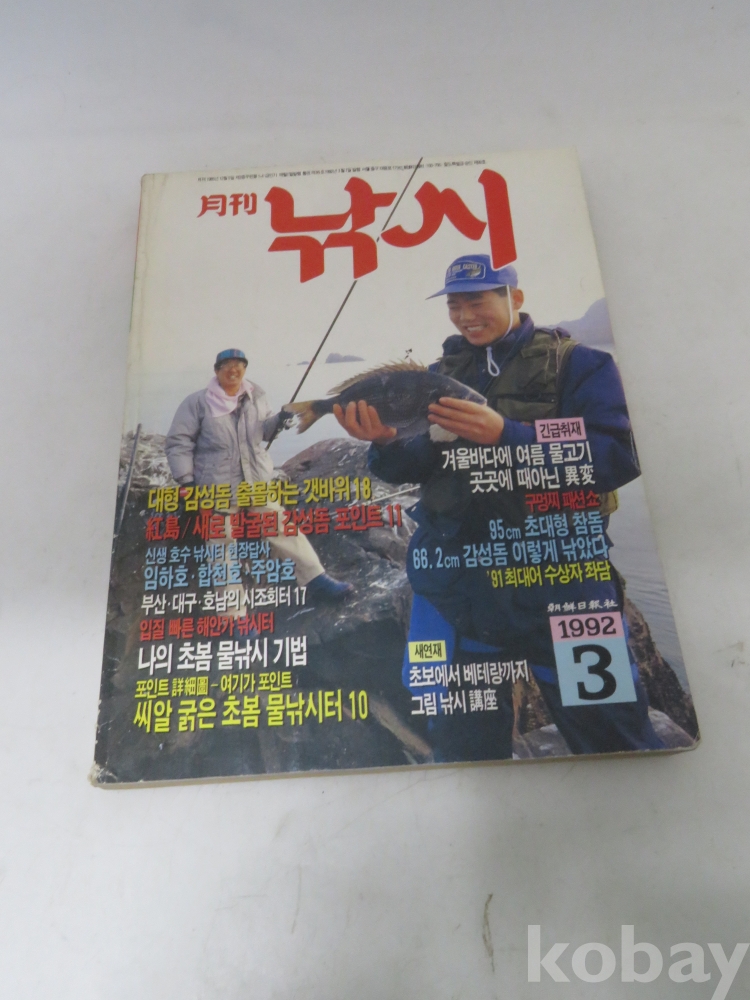 月刊 낚시
긴급취재
겨울바다에 여름 물고기
곳곳에 때아닌 異変
구멍찌 패션쇼
95cm 초대형 참돔
66.2cm 감성돔 이렇게 낚았다
'91 최대어 수상자 좌담
朝鮮日報社
1992
3
새연재
초보에서 베테랑까지
그림 낚시 講座
대형 감성돔 출몰하는 갯바위 18
紅島/새로 발굴된 감성돔 포인트 11
신생 호수 낚시터 현장답사
임하호·합천호·주암호
부산·대구·호남의 시조회터 17
입질 빠른 해안가 낚시터
나의 초봄 물낚시 기법
포인트 詳細圖-여기가 포인트
씨알 굵은 초봄 물낚시터 10
kobay